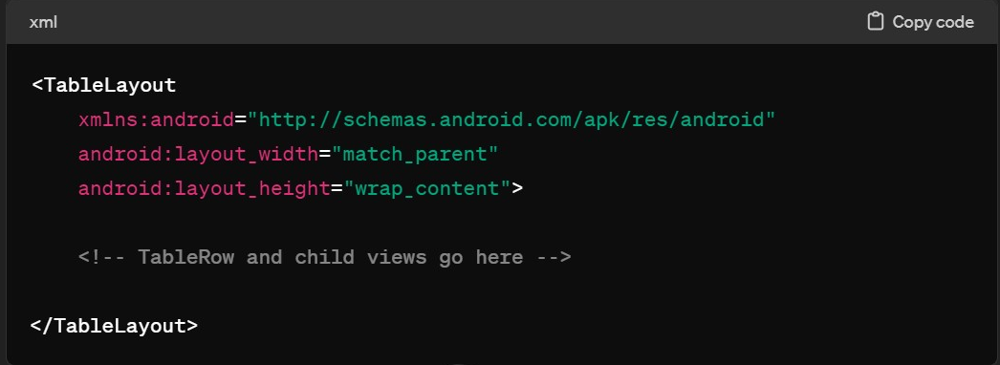 xml
Copy code
<TableLayout
xmlns:android="http://schemas.android.com/apk/res/android"
android:layout_width="match_parent"
android:layout_height="wrap_content">
<!-- TableRow and child views go here -->
</TableLayout>